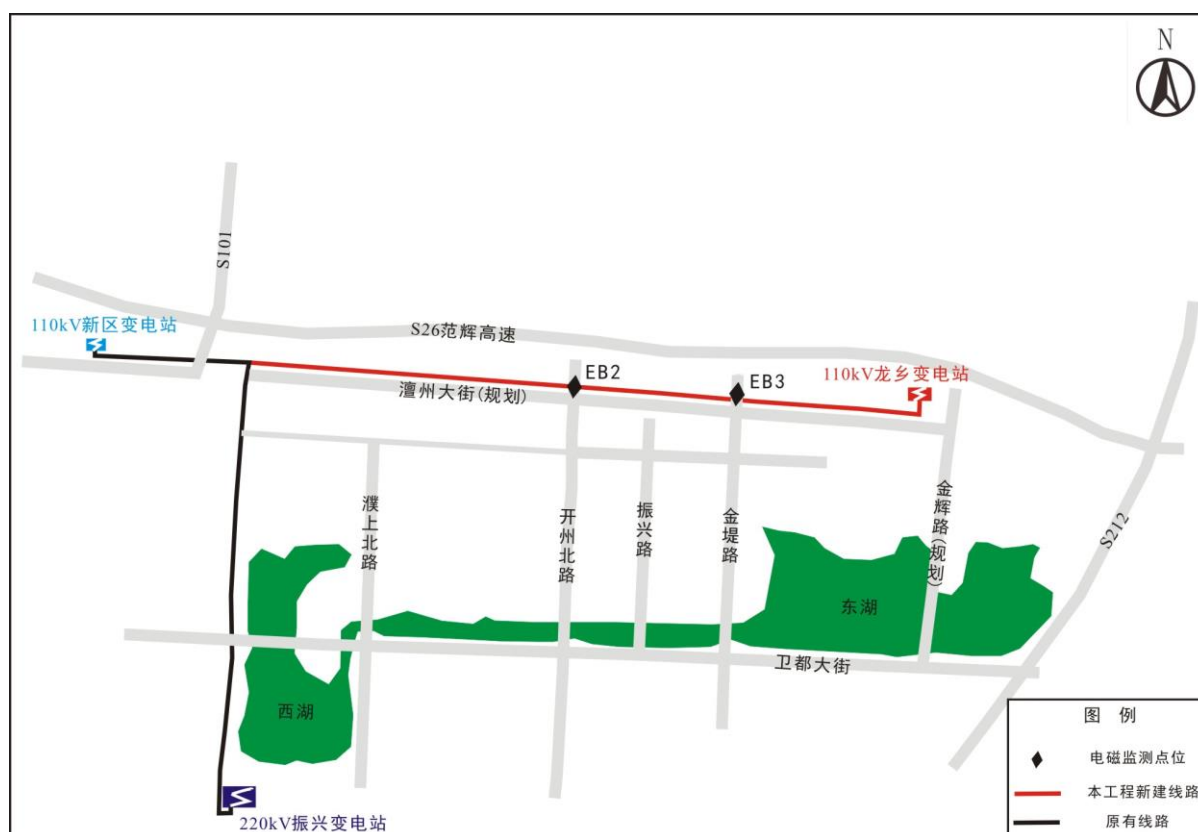 N
S101
110kV新区变电站
S26范辉高速
EB2
EB3
110kV龙乡变电站
澶州大街(规划)
濮上北路
开州北路
振兴路
金堤路
金辉路(规划)
S212
东湖
卫都大街
西湖
220kV振兴变电站
图 例
电磁监测点位
本工程新建线路
原有线路